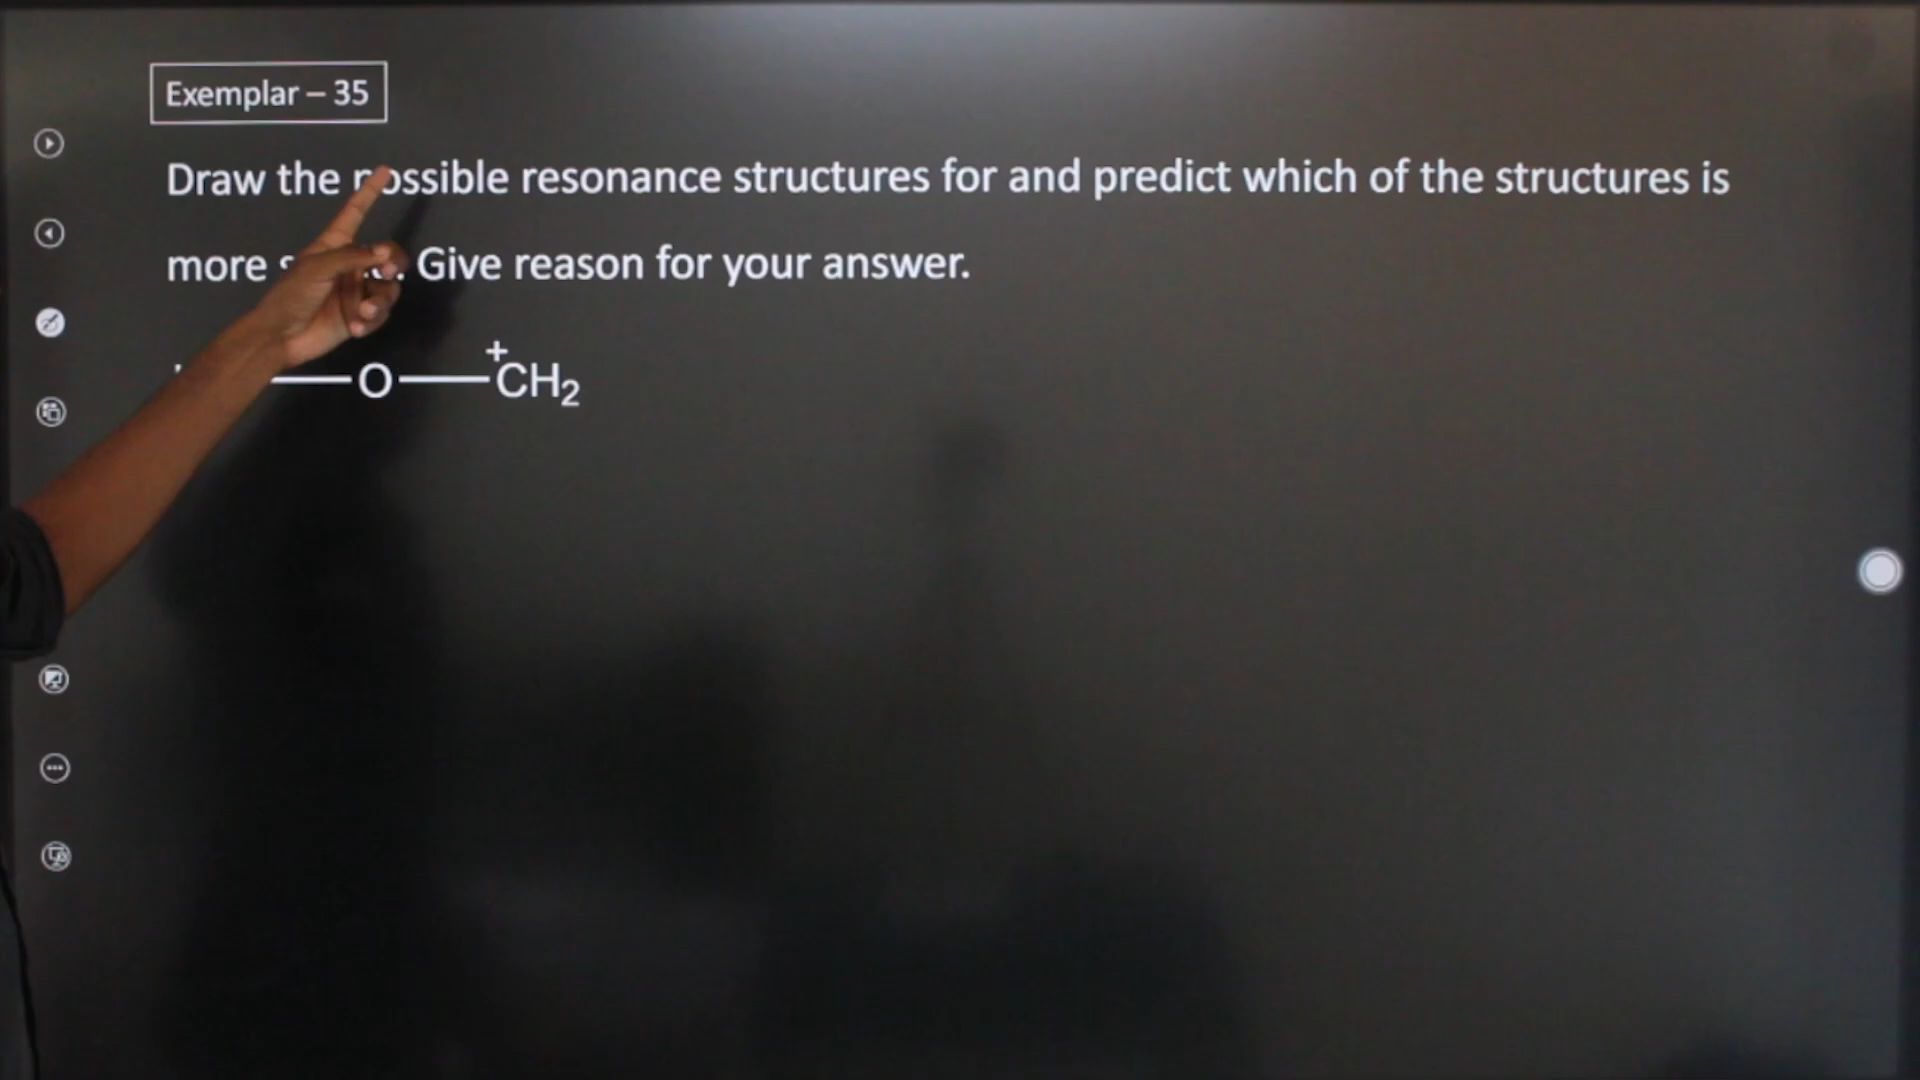 Exemplar – 35
Draw the possible resonance structures for and predict which of the structures is
more Give reason for your answer.
—O—CH₂
+